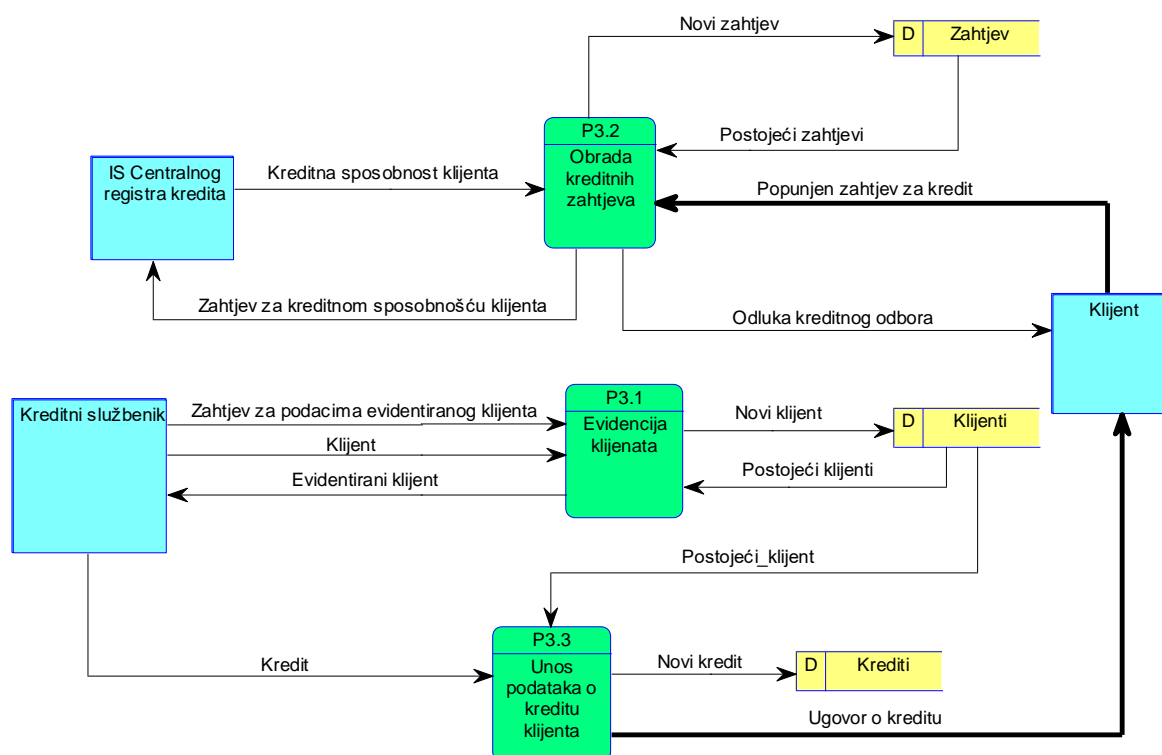 Novi zahtjev
D
Zahtjev
P3.2
Obrada
kreditnih
zahtjeva
Postojeći zahtjevi
IS Centralnog
registra kredita
Kreditna sposobnost klijenta
Popunjen zahtjev za kredit
Zahtjev za kreditnom sposobnošću klijenta
Odluka kreditnog odbora
Klijent
Kreditni službenik
Zahtjev za podacima evidentiranog klijenta
P3.1
Evidencija
klijenata
Novi klijent
D
Klijenti
Klijent
Evidentirani klijent
Postojeći klijenti
Postojeći_klijent
P3.3
Unos
podataka o
kreditu
klijenta
Kredit
Novi kredit
D
Krediti
Ugovor o kreditu